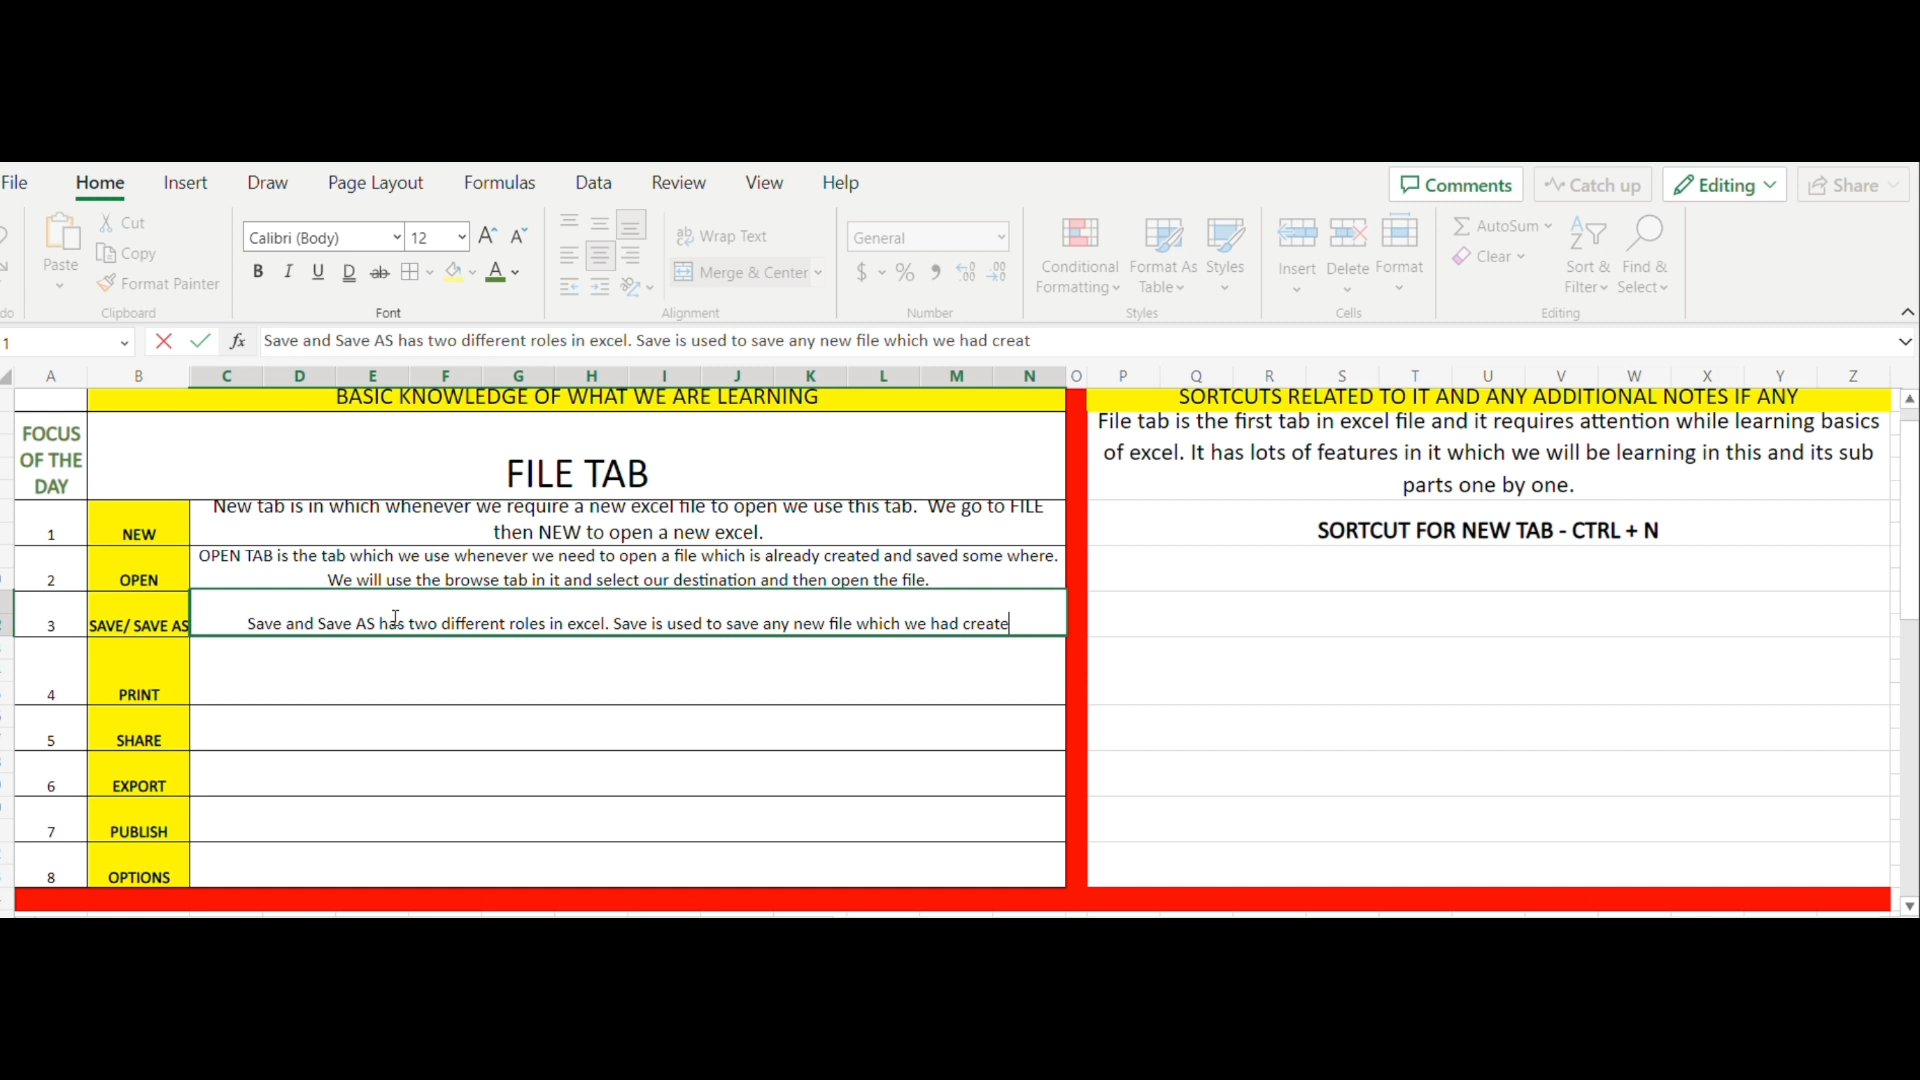 File Home Insert Draw Page Layout Formulas Data Review View Help Comments Catch up Editing Share
Cut
Copy
Paste
Format Painter
Clipboard
Calibri (Body) 12
Font
Wrap Text
Merge & Center
Alignment
General
Number
Conditional Formatting
Format As Table
Styles
Styles
Insert Delete Format
Cells
AutoSum
Clear
Sort & Filter
Find & Select
Editing
1 fx Save and Save AS has two different roles in excel. Save is used to save any new file which we had creat
A B C D E F G H I J K L M N O P Q R S T U V W X Y Z
BASIC KNOWLEDGE OF WHAT WE ARE LEARNING
SORTCUTS RELATED TO IT AND ANY ADDITIONAL NOTES IF ANY
FOCUS
OF THE
DAY
FILE TAB
File tab is the first tab in excel file and it requires attention while learning basics
of excel. It has lots of features in it which we will be learning in this and its sub
parts one by one.
1 NEW
New tab is in which whenever we require a new excel file to open we use this tab. We go to FILE
then NEW to open a new excel.
SORTCUT FOR NEW TAB - CTRL + N
2 OPEN
OPEN TAB is the tab which we use whenever we need to open a file which is already created and saved some where.
We will use the browse tab in it and select our destination and then open the file.
3 SAVE/ SAVE AS
Save and Save AS has two different roles in excel. Save is used to save any new file which we had create
4 PRINT
5 SHARE
6 EXPORT
7 PUBLISH
8 OPTIONS